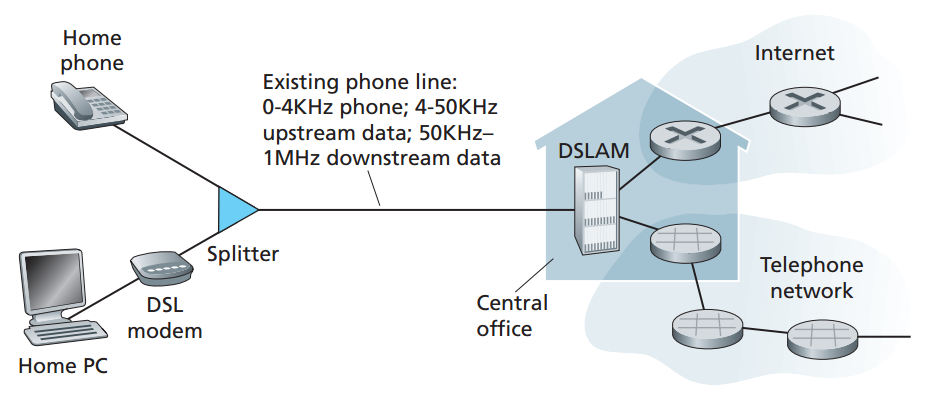 Home
phone
Existing phone line:
0-4KHz phone; 4-50KHz
upstream data; 50KHz–
1MHz downstream data
Internet
DSLAM
Splitter
DSL
modem
Home PC
Central
office
Telephone
network